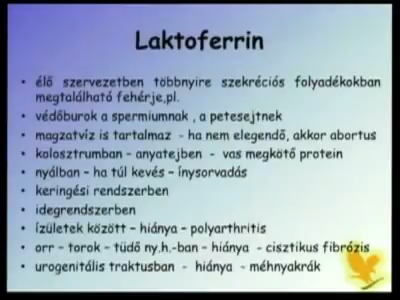 Laktoferrin
• élő szervezetben többnyire szekréciós folyadékokban
megtalálható fehérje,pl.
• védőburok a spermiumnak , a petesejtnek
• magzatvíz is tartalmaz - ha nem elegendő, akkor abortus
• kolosztrumban – anyatejben - vas megkötő protein
• nyálban – ha túl kevés – ínysorvadás
• keringési rendszerben
• idegrendszerben
• ízületek között – hiánya – polyarthritis
• orr – torok – tüdő ny.h.-ban – hiánya - cisztikus fibrózis
• urogenitális traktusban - hiánya - méhnyakrák